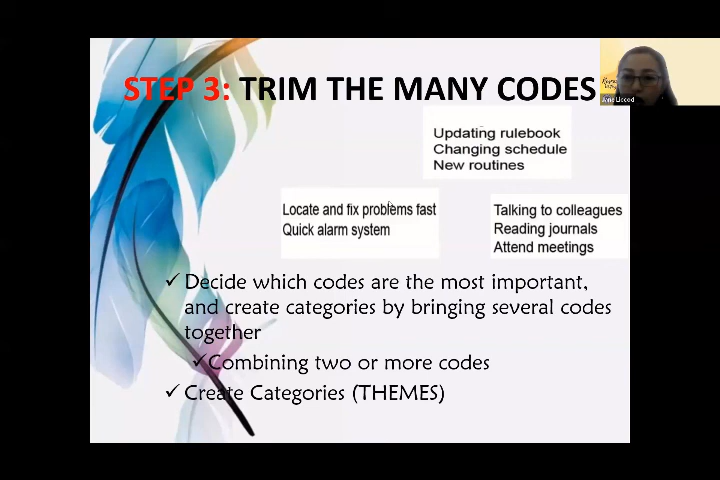 STEP 3: TRIM THE MANY CODES
Updating rulebook
Changing schedule
New routines
Locate and fix problems fast
Quick alarm system
Talking to colleagues
Reading journals
Attend meetings
Decide which codes are the most important,
and create categories by bringing several codes
together
Combining two or more codes
Create Categories (THEMES)